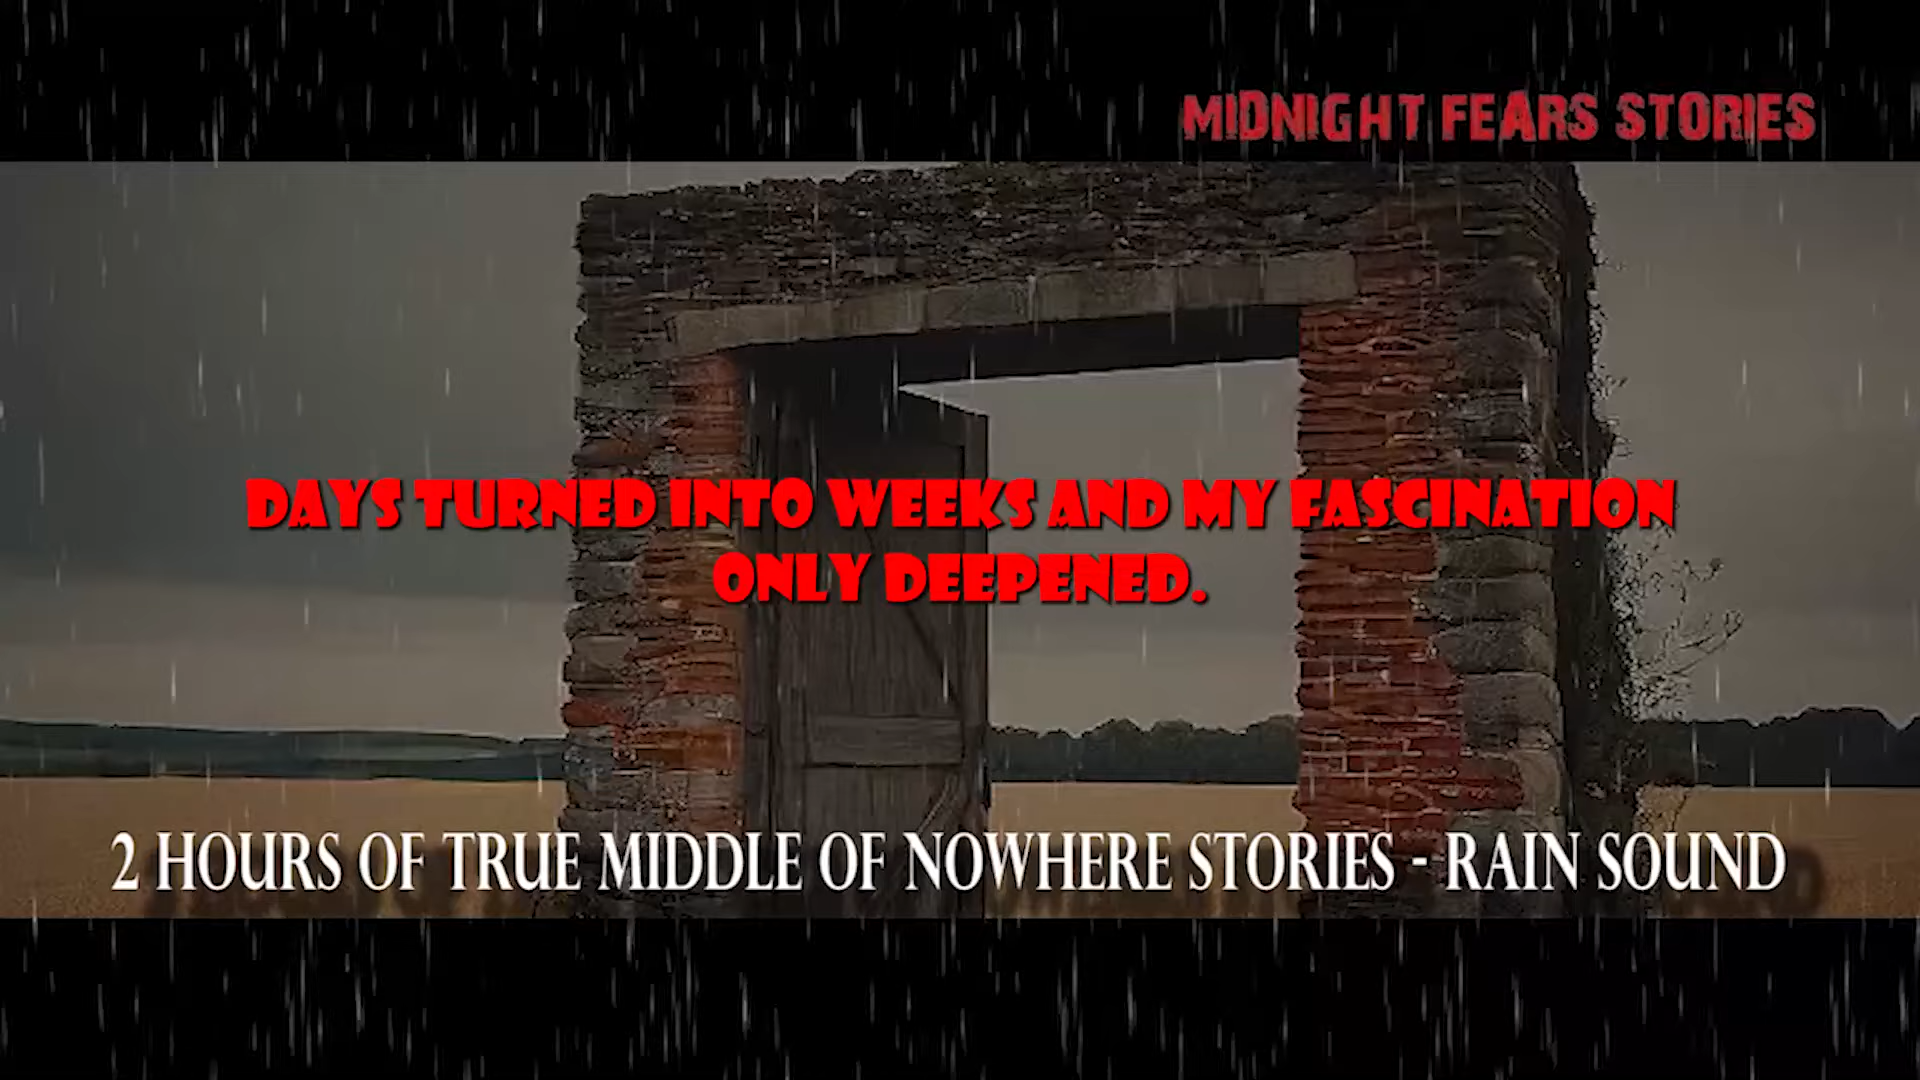 MIDNIGHT FEARS STORIES
DAYS TURNED INTO WEEKS AND MY FASCINATION
ONLY DEEPENED.
2 HOURS OF TRUE MIDDLE OF NOWHERE STORIES - RAIN SOUND